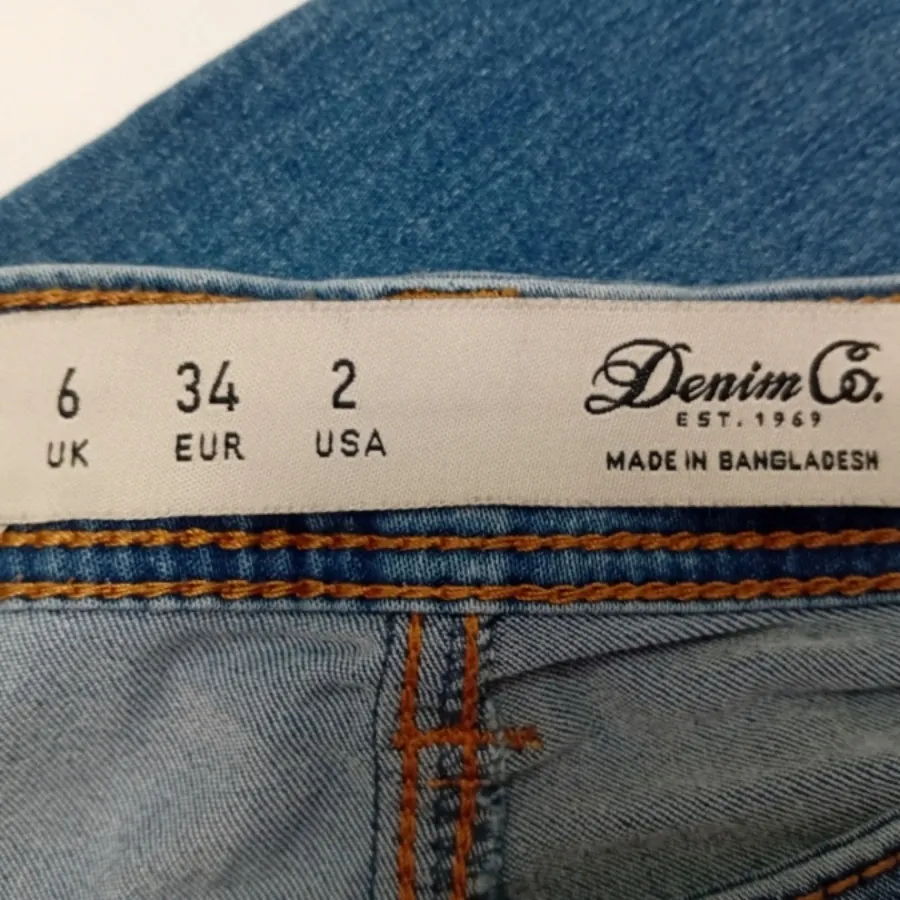 6 34 2
UK EUR USA
Denim Co.
EST. 1969
MADE IN BANGLADESH